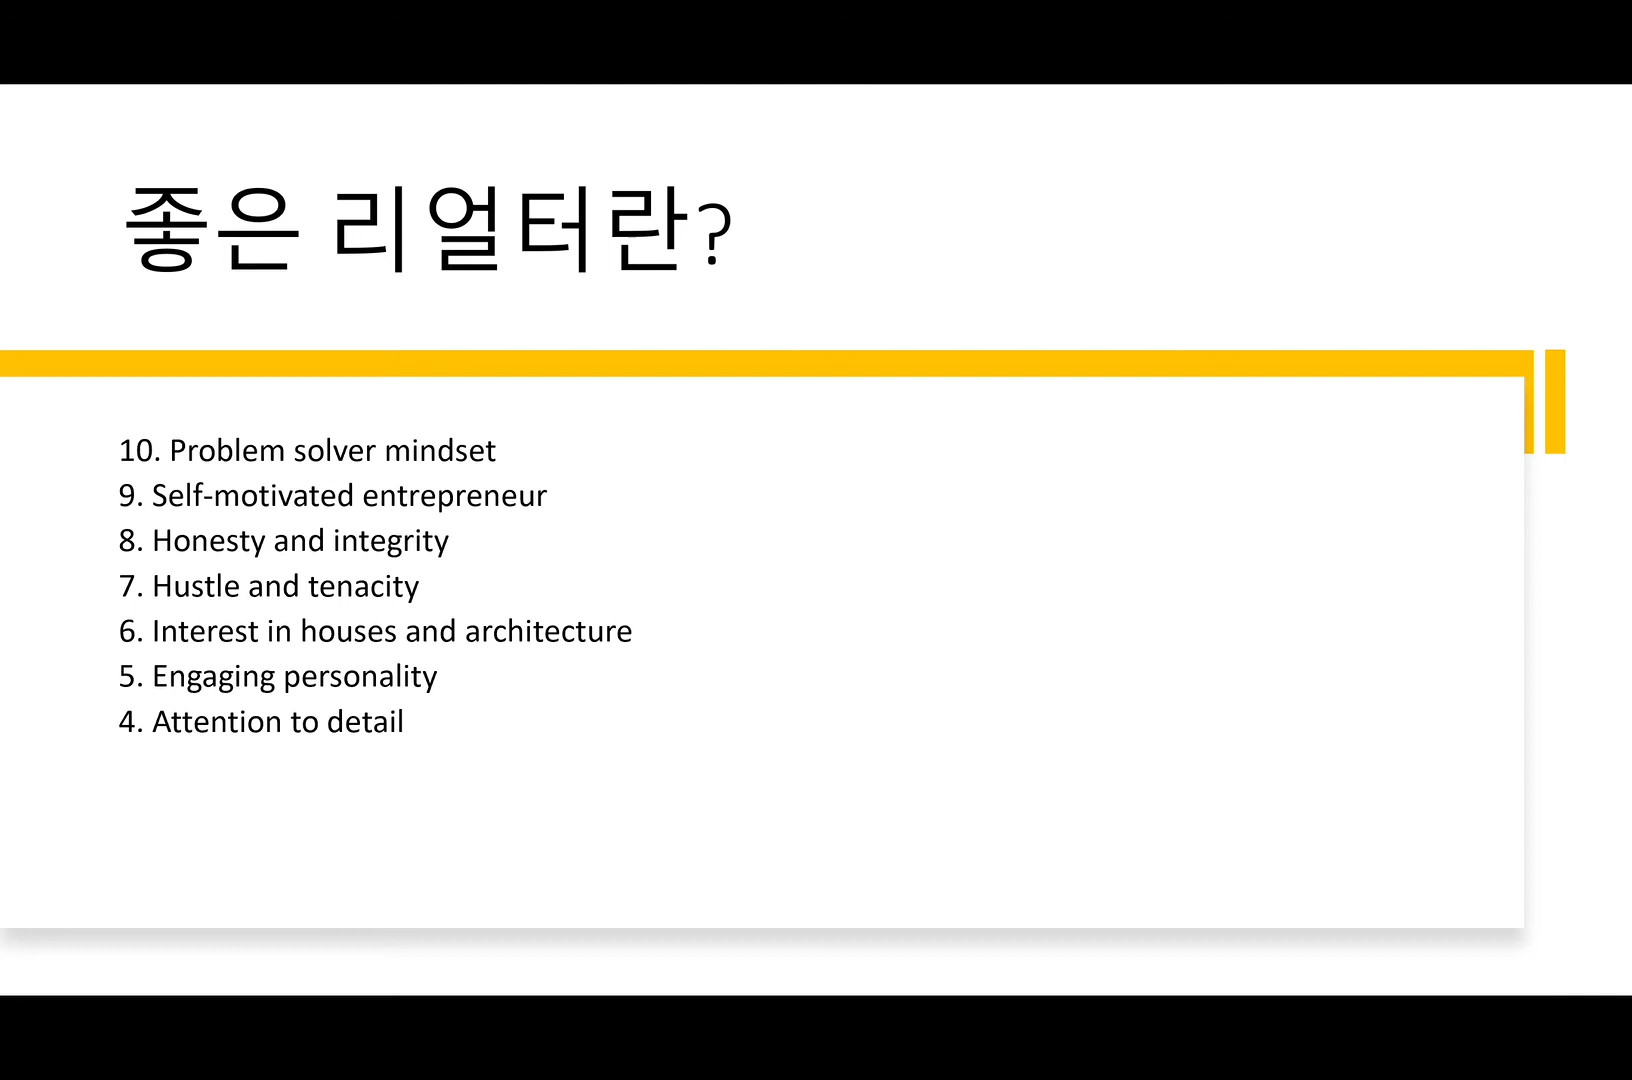 좋은 리얼터란?
10. Problem solver mindset
9. Self-motivated entrepreneur
8. Honesty and integrity
7. Hustle and tenacity
6. Interest in houses and architecture
5. Engaging personality
4. Attention to detail